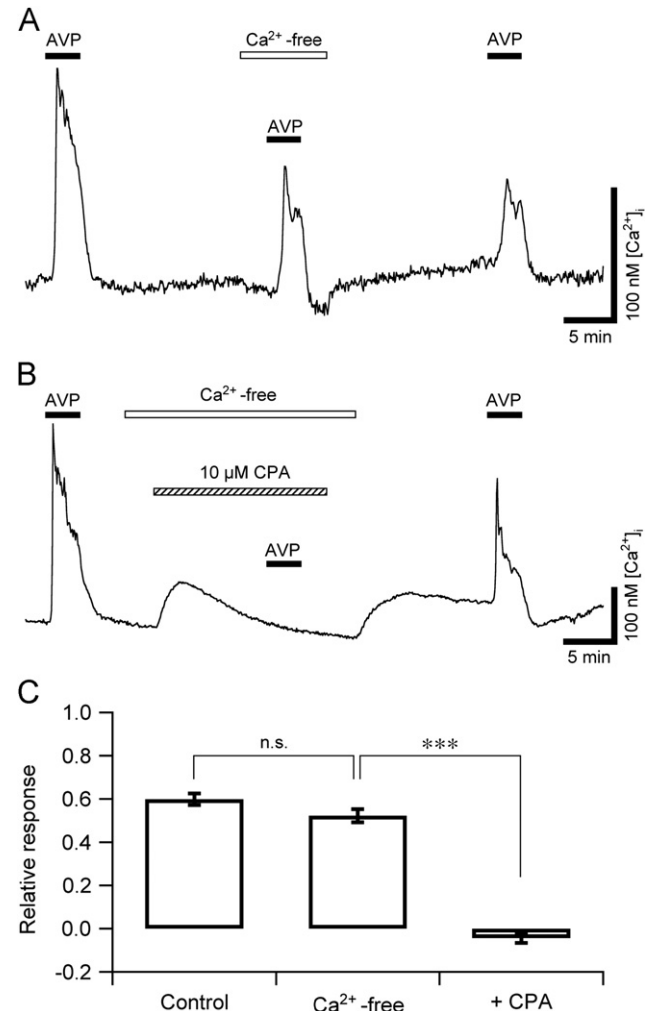 A
AVP
Ca²⁺ -free
AVP
AVP
100 nM [Ca²⁺]ᵢ
5 min
B
Ca²⁺ -free
AVP
AVP
10 µM CPA
AVP
100 nM [Ca²⁺]ᵢ
5 min
C
1.0
0.8
0.6
0.4
0.2
0.0
-0.2
Relative response
n.s.
***
Control
Ca²⁺ -free
+ CPA